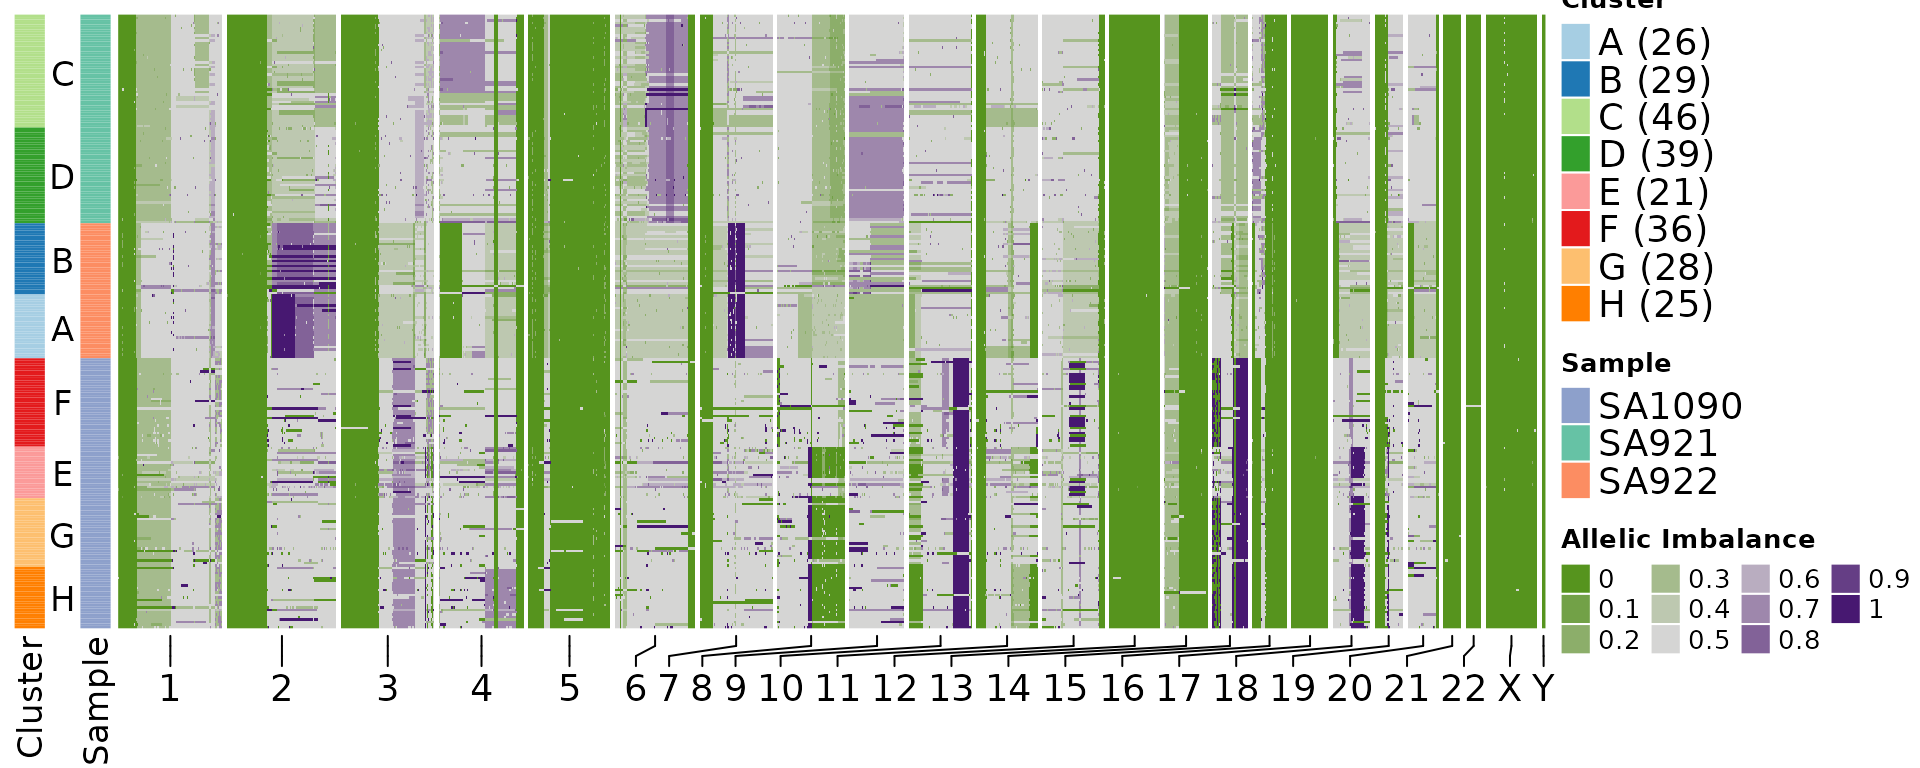 Cluster
A (26)
B (29)
C (46)
D (39)
E (21)
F (36)
G (28)
H (25)
Sample
SA1090
SA921
SA922
Allelic Imbalance
0 0.3 0.6 0.9
0.1 0.4 0.7 1
0.2 0.5 0.8
C
D
B
A
F
E
G
H
1 2 3 4 5 6 7 8 9 10 11 12 13 14 15 16 17 18 19 20 21 22 X Y
Cluster
Sample